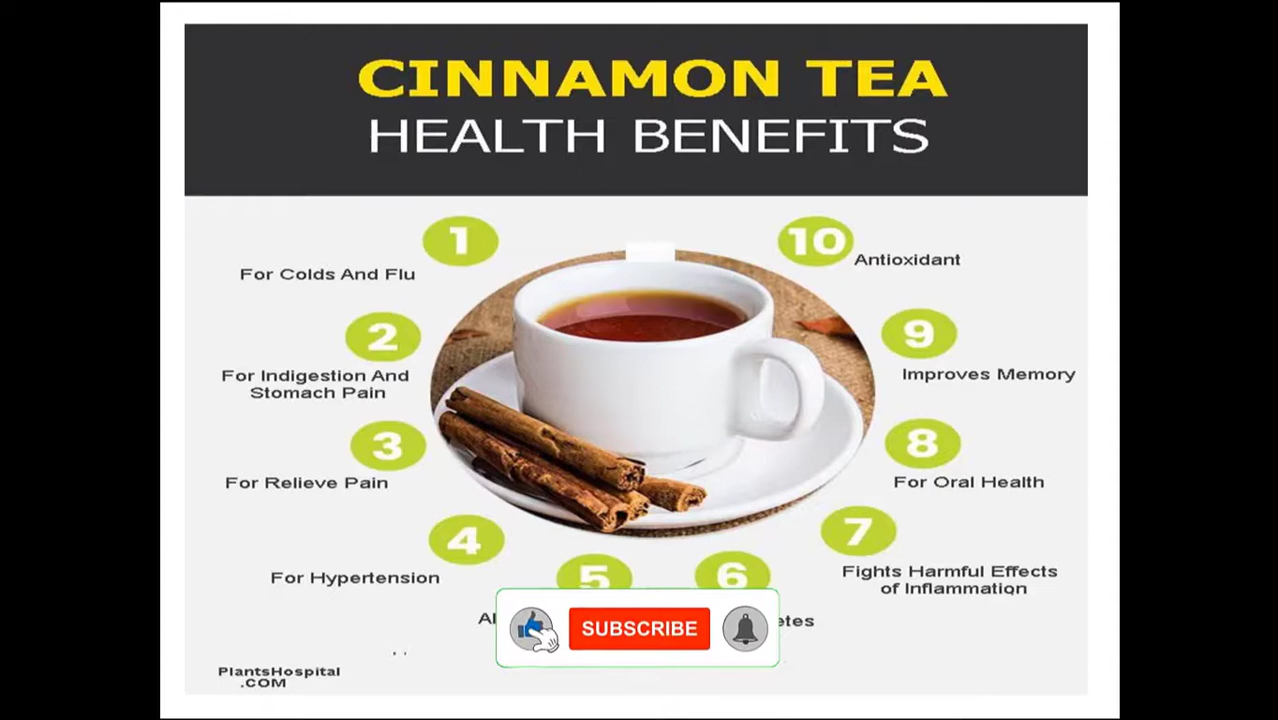 CINNAMON TEA
HEALTH BENEFITS
1
For Colds And Flu
2
For Indigestion And
Stomach Pain
3
For Relieve Pain
4
For Hypertension
5
6
7
Fights Harmful Effects
of Inflammation
8
For Oral Health
9
Improves Memory
10
Antioxidant
SUBSCRIBE
PlantsHospital
.COM